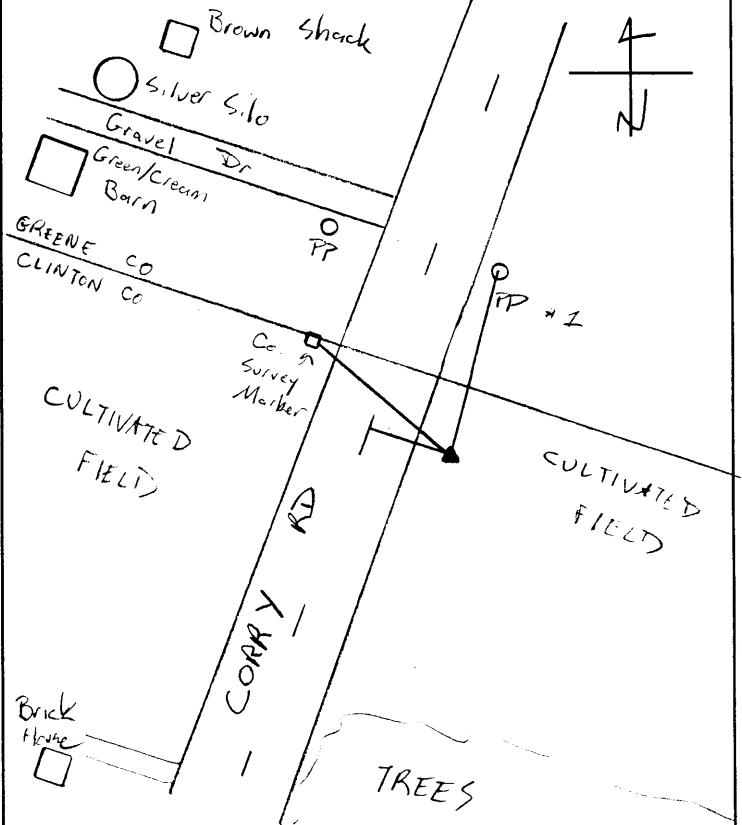 Brown Shack
Silver Silo
Gravel Dr
Green/Cream
Barn
PP
GREENE CO
CLINTON CO
N
PP #1
Co.
Survey
Marker
CULTIVATED
FIELD
CULTIVATED
FIELD
CORRY RD
Brick
House
TREES